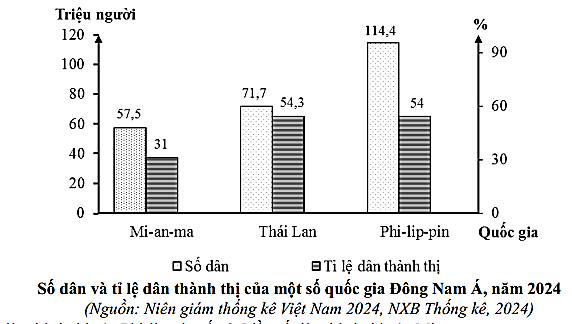 Triệu người %
120 114,4
100 90
80 71,7
60 57,5 54,3 54 60
40 31 30
20
0 0
Mi-an-ma Thái Lan Phi-lip-pin Quốc gia
Số dân Tỉ lệ dân thành thị
Số dân và tỉ lệ dân thành thị của một số quốc gia Đông Nam Á, năm 2024
(Nguồn: Niên giám thống kê Việt Nam 2024, NXB Thống kê, 2024)